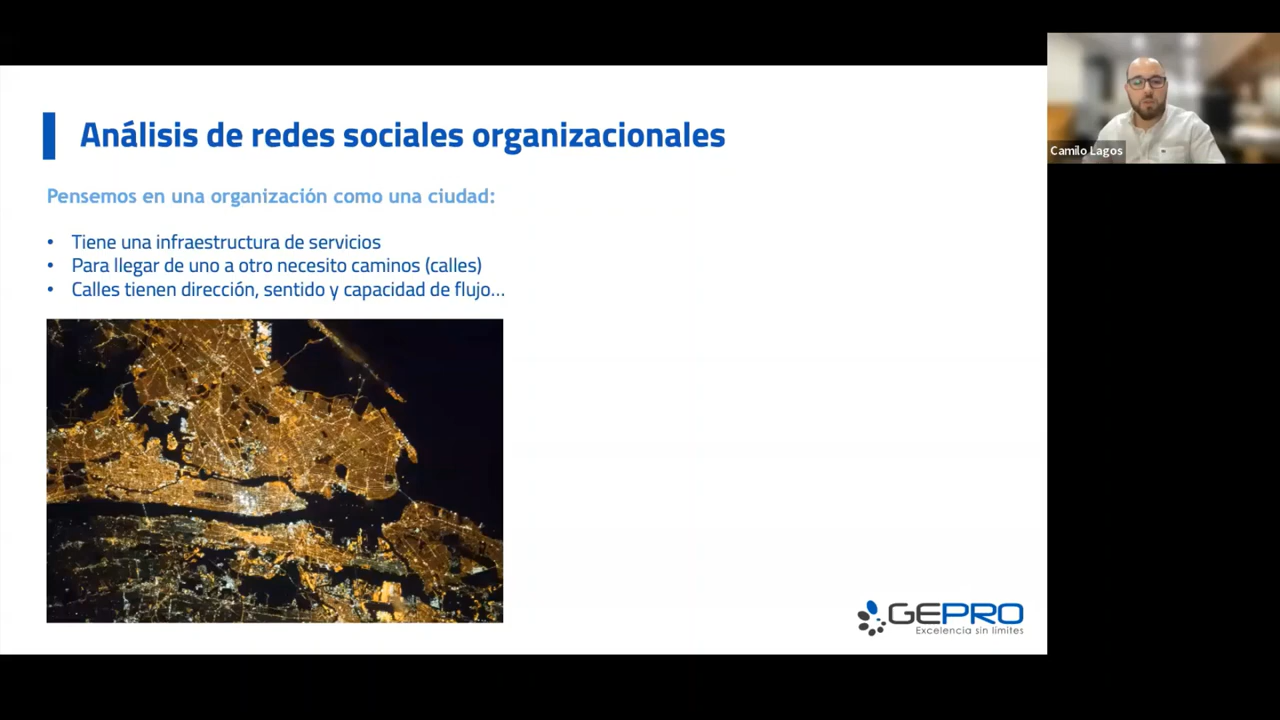 Análisis de redes sociales organizacionales
Pensemos en una organización como una ciudad:
• Tiene una infraestructura de servicios
• Para llegar de uno a otro necesito caminos (calles)
• Calles tienen dirección, sentido y capacidad de flujo…
GEPRO
Excelencia sin límites
Camilo Lagos